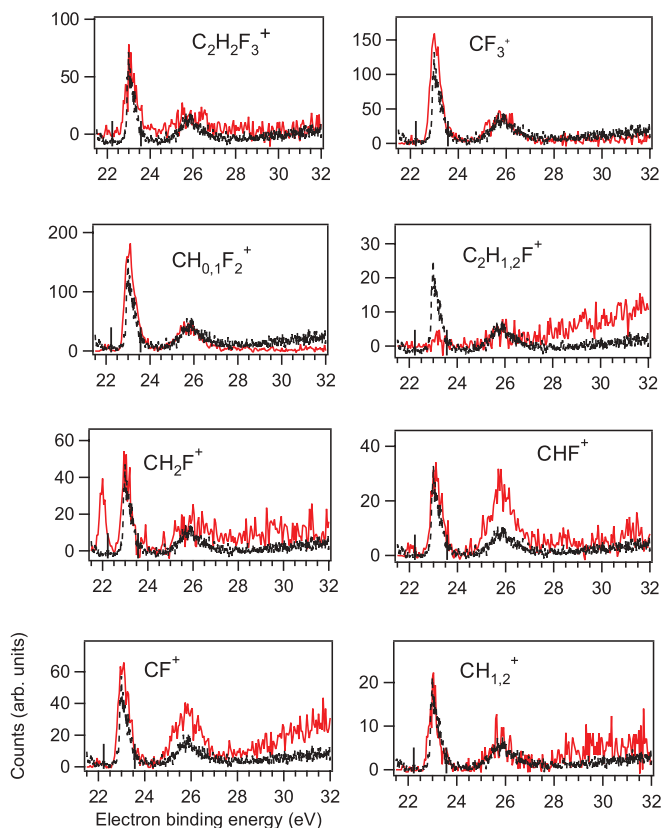 100
50
0
C₂H₂F₃⁺
22 24 26 28 30 32
150
100
50
0
CF₃⁺
22 24 26 28 30 32
200
100
0
CH₀,₁F₂⁺
22 24 26 28 30 32
30
20
10
0
C₂H₁,₂F⁺
22 24 26 28 30 32
60
40
20
0
CH₂F⁺
22 24 26 28 30 32
40
20
0
CHF⁺
22 24 26 28 30 32
Counts (arb. units)
60
40
20
0
CF⁺
22 24 26 28 30 32
Electron binding energy (eV)
20
10
0
CH₁,₂⁺
22 24 26 28 30 32
Electron binding energy (eV)